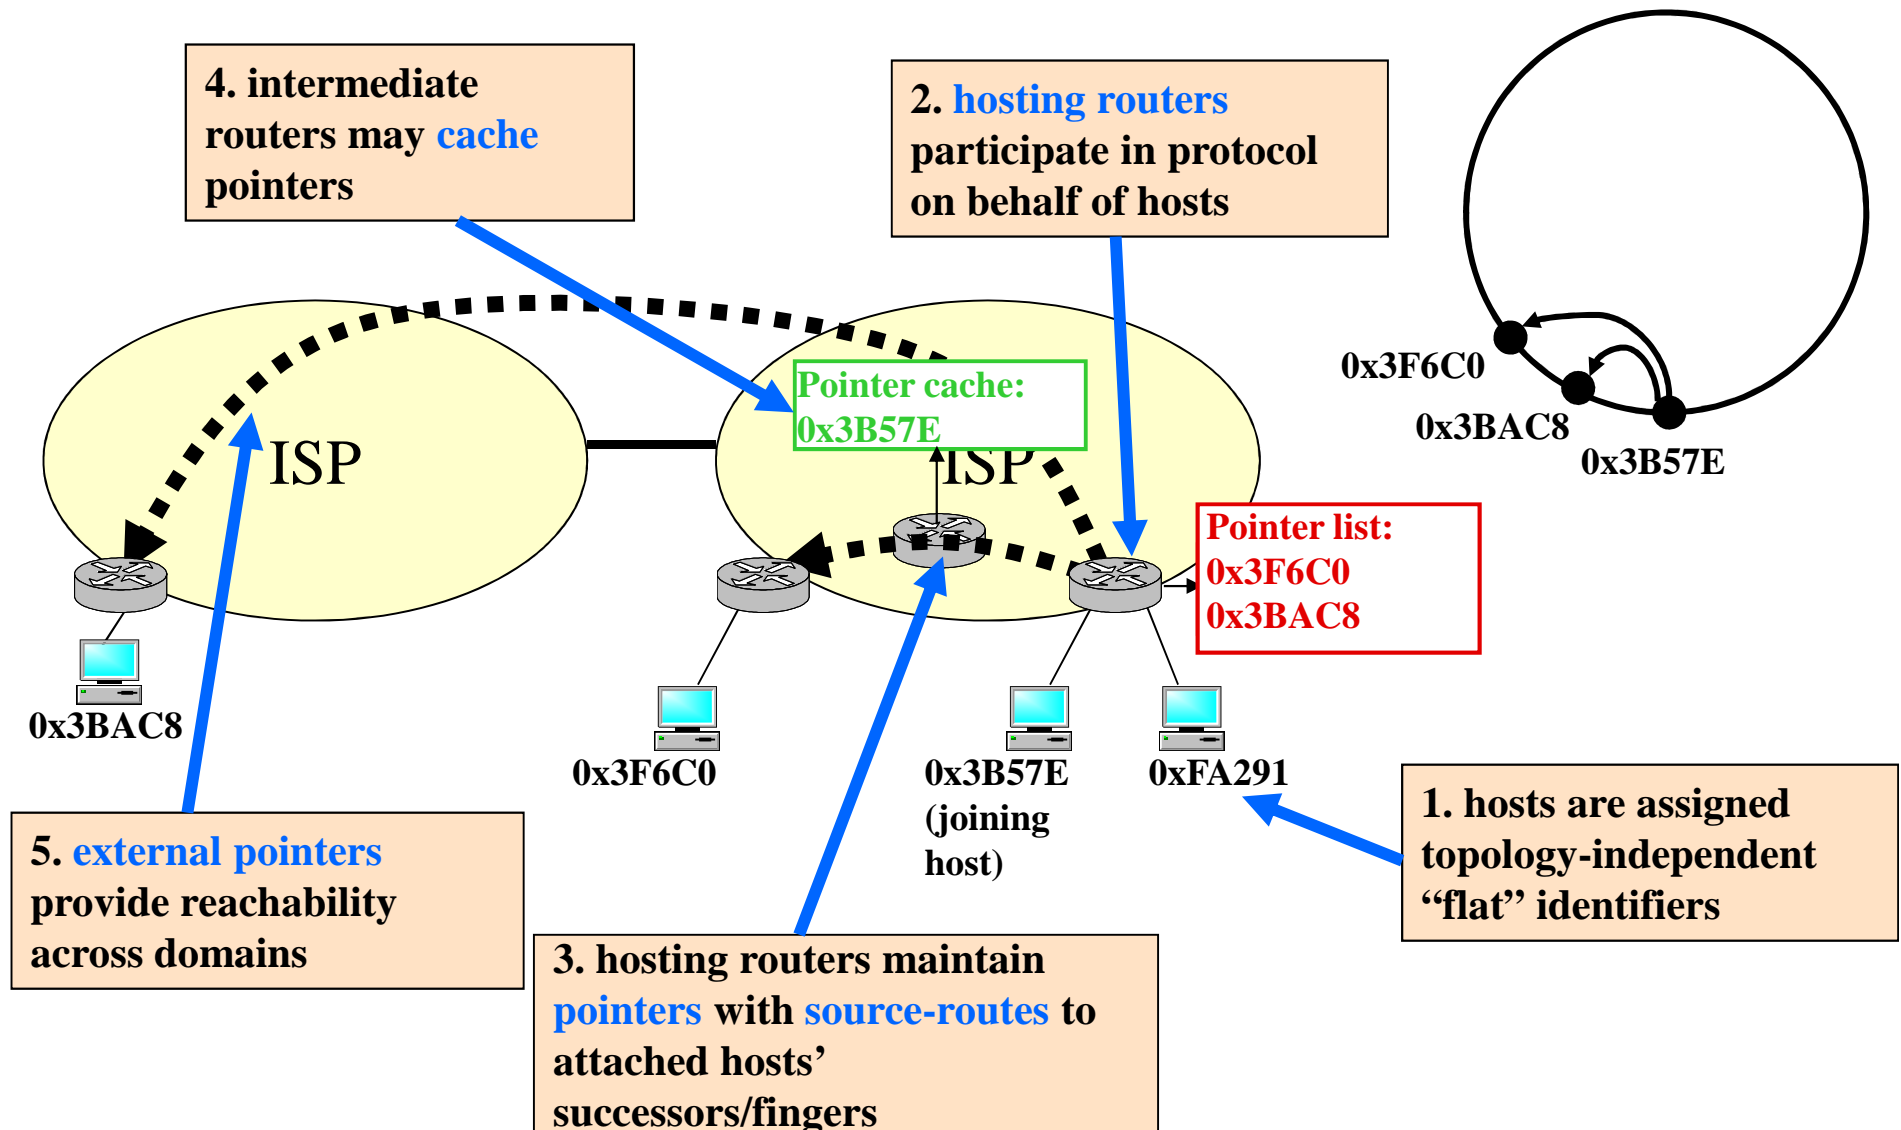 4. intermediate
routers may cache
pointers
2. hosting routers
participate in protocol
on behalf of hosts
0x3F6C0
0x3BAC8
0x3B57E
Pointer cache:
0x3B57E
ISP
ISP
Pointer list:
0x3F6C0
0x3BAC8
0x3BAC8
0x3F6C0
0x3B57E
(joining
host)
0xFA291
1. hosts are assigned
topology-independent
“flat” identifiers
5. external pointers
provide reachability
across domains
3. hosting routers maintain
pointers with source-routes to
attached hosts’
successors/fingers